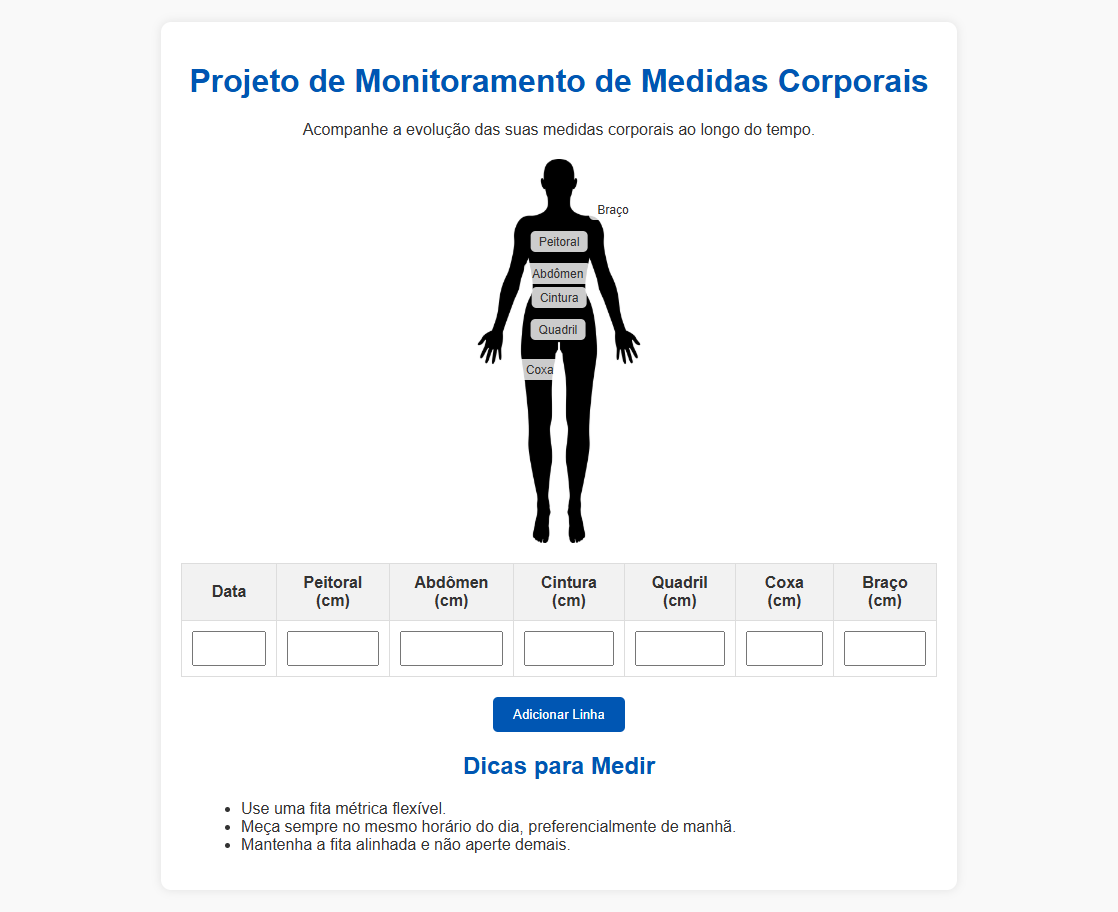 Projeto de Monitoramento de Medidas Corporais
Acompanhe a evolução das suas medidas corporais ao longo do tempo.
Braço
Peitoral
Abdômen
Cintura
Quadril
Coxa
Data
Peitoral
(cm)
Abdômen
(cm)
Cintura
(cm)
Quadril
(cm)
Coxa
(cm)
Braço
(cm)
Adicionar Linha
Dicas para Medir
Use uma fita métrica flexível.
Meça sempre no mesmo horário do dia, preferencialmente de manhã.
Mantenha a fita alinhada e não aperte demais.